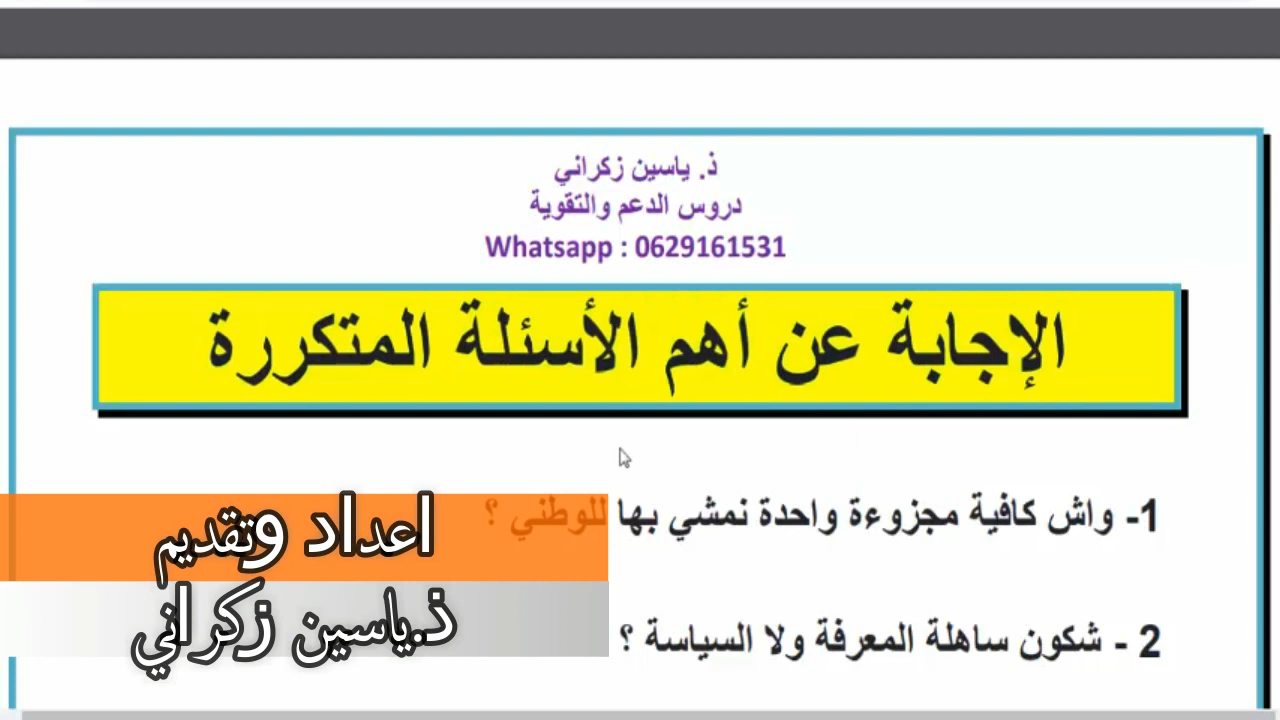 ذ. ياسين زكراني
دروس الدعم والتقوية
Whatsapp : 0629161531
الإجابة عن أهم الأسئلة المتكررة
1- واش كافية مجزوءة واحدة نمشي بها للوطني ؟
2 - شكون ساهلة المعرفة ولا السياسة ؟
اعداد وتقديم
ذ.ياسين زكراني